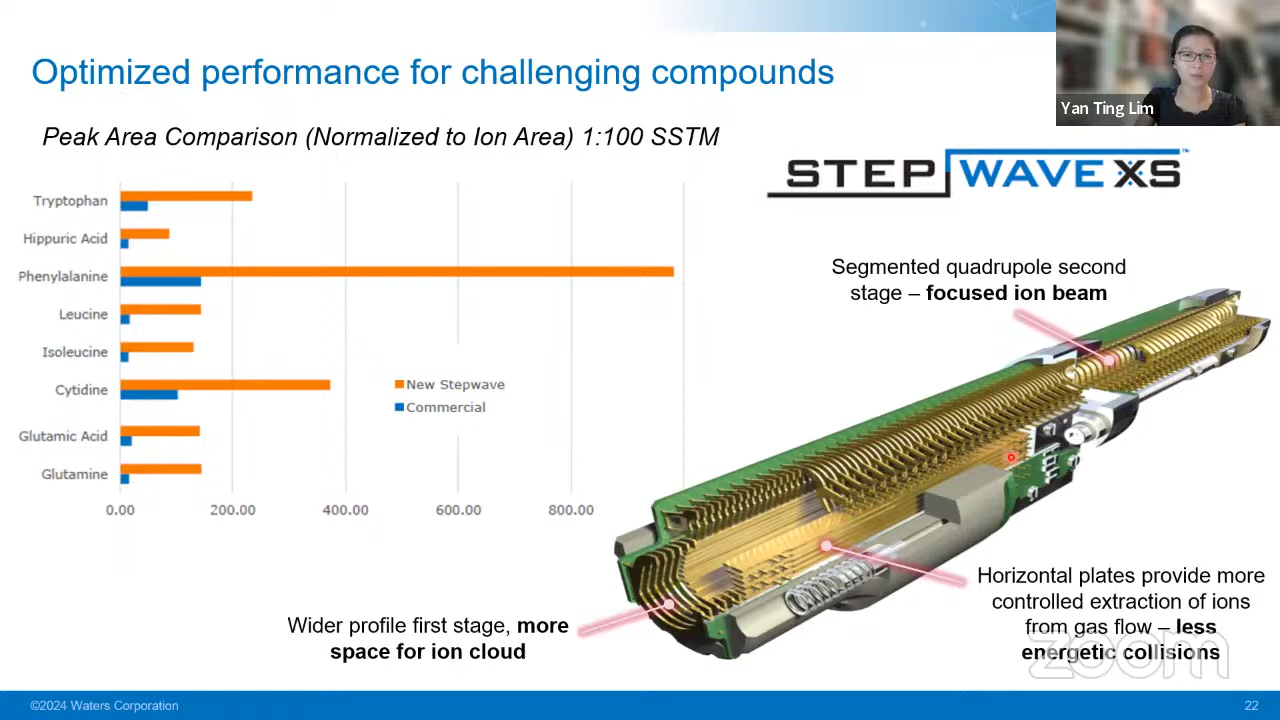 Optimized performance for challenging compounds
Yan Ting Lim
Peak Area Comparison (Normalized to Ion Area) 1:100 SSTM
STEPWAVE XS™
Tryptophan
Hippuric Acid
Phenylalanine
Leucine
Isoleucine
Cytidine
Glutamic Acid
Glutamine
0.00 200.00 400.00 600.00 800.00
New Stepwave
Commercial
Segmented quadrupole second
stage – focused ion beam
Wider profile first stage, more
space for ion cloud
Horizontal plates provide more
controlled extraction of ions
from gas flow – less
energetic collisions
zoom
©2024 Waters Corporation
22